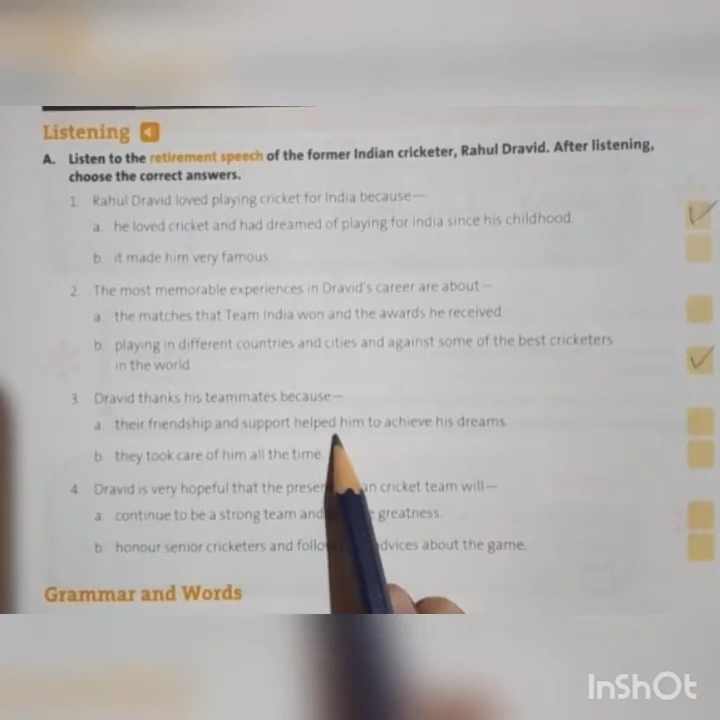 Listening
A. Listen to the retirement speech of the former Indian cricketer, Rahul Dravid. After listening,
choose the correct answers.
1. Rahul Dravid loved playing cricket for India because—
a. he loved cricket and had dreamed of playing for India since his childhood.
b. it made him very famous.
2. The most memorable experiences in Dravid's career are about—
a. the matches that Team India won and the awards he received.
b. playing in different countries and cities and against some of the best cricketers
in the world.
3. Dravid thanks his teammates because—
a. their friendship and support helped him to achieve his dreams.
b. they took care of him all the time.
4. Dravid is very hopeful that the cricket team will—
a. continue to be a strong team and greatness.
b. honour senior cricketers and about the game.
Grammar and Words
InShOt